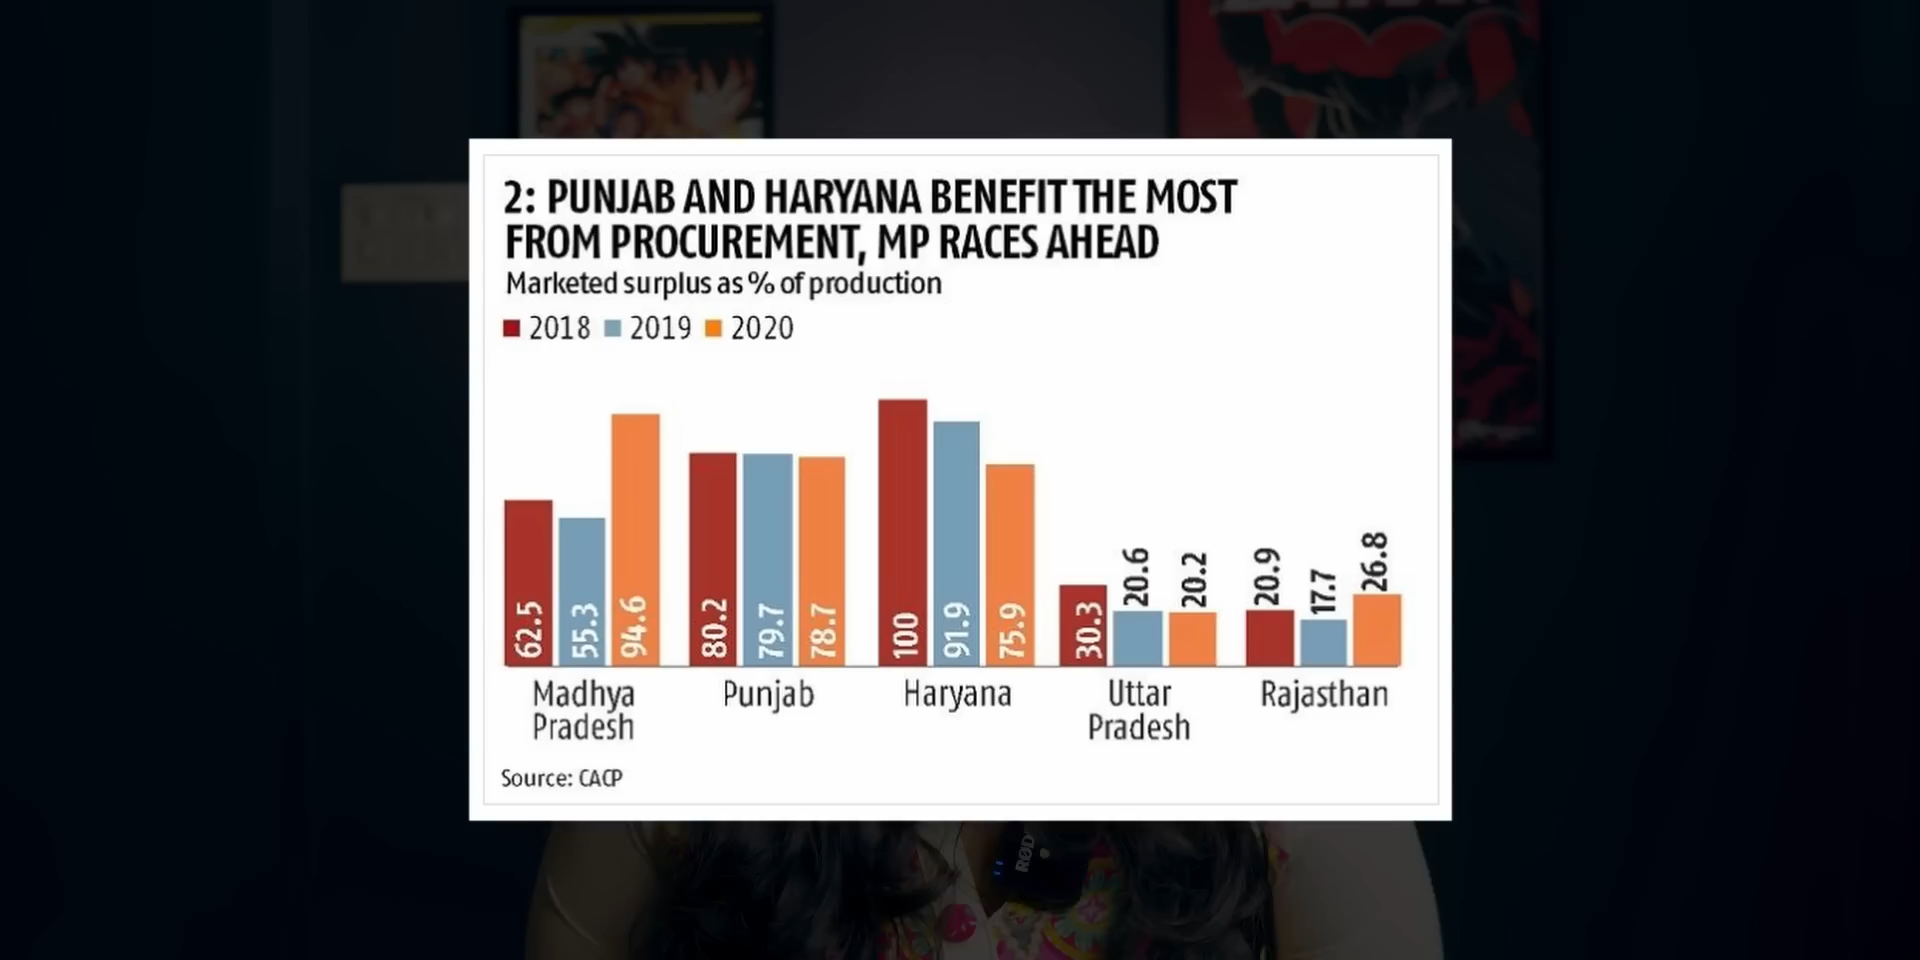 2: PUNJAB AND HARYANA BENEFIT THE MOST
FROM PROCUREMENT, MP RACES AHEAD
Marketed surplus as % of production
2018 2019 2020
62.5 55.3 94.6 80.2 79.7 78.7 100 91.9 75.9 30.3 20.6 20.2 20.9 17.7 26.8
Madhya Pradesh
Punjab
Haryana
Uttar Pradesh
Rajasthan
Source: CACP
RØDE